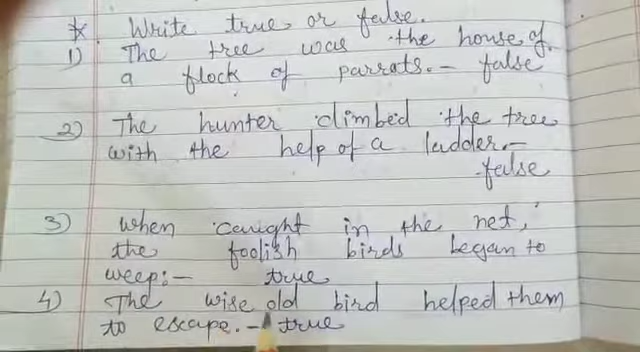 *. Write true or false.
1) The tree was the house of
a flock of parrots. - false
2) The hunter climbed the tree
with the help of a ladder. -
false
3) when caught in the net,
the foolish birds began to
weep:- true
4) The wise old bird helped them
to escape. - true